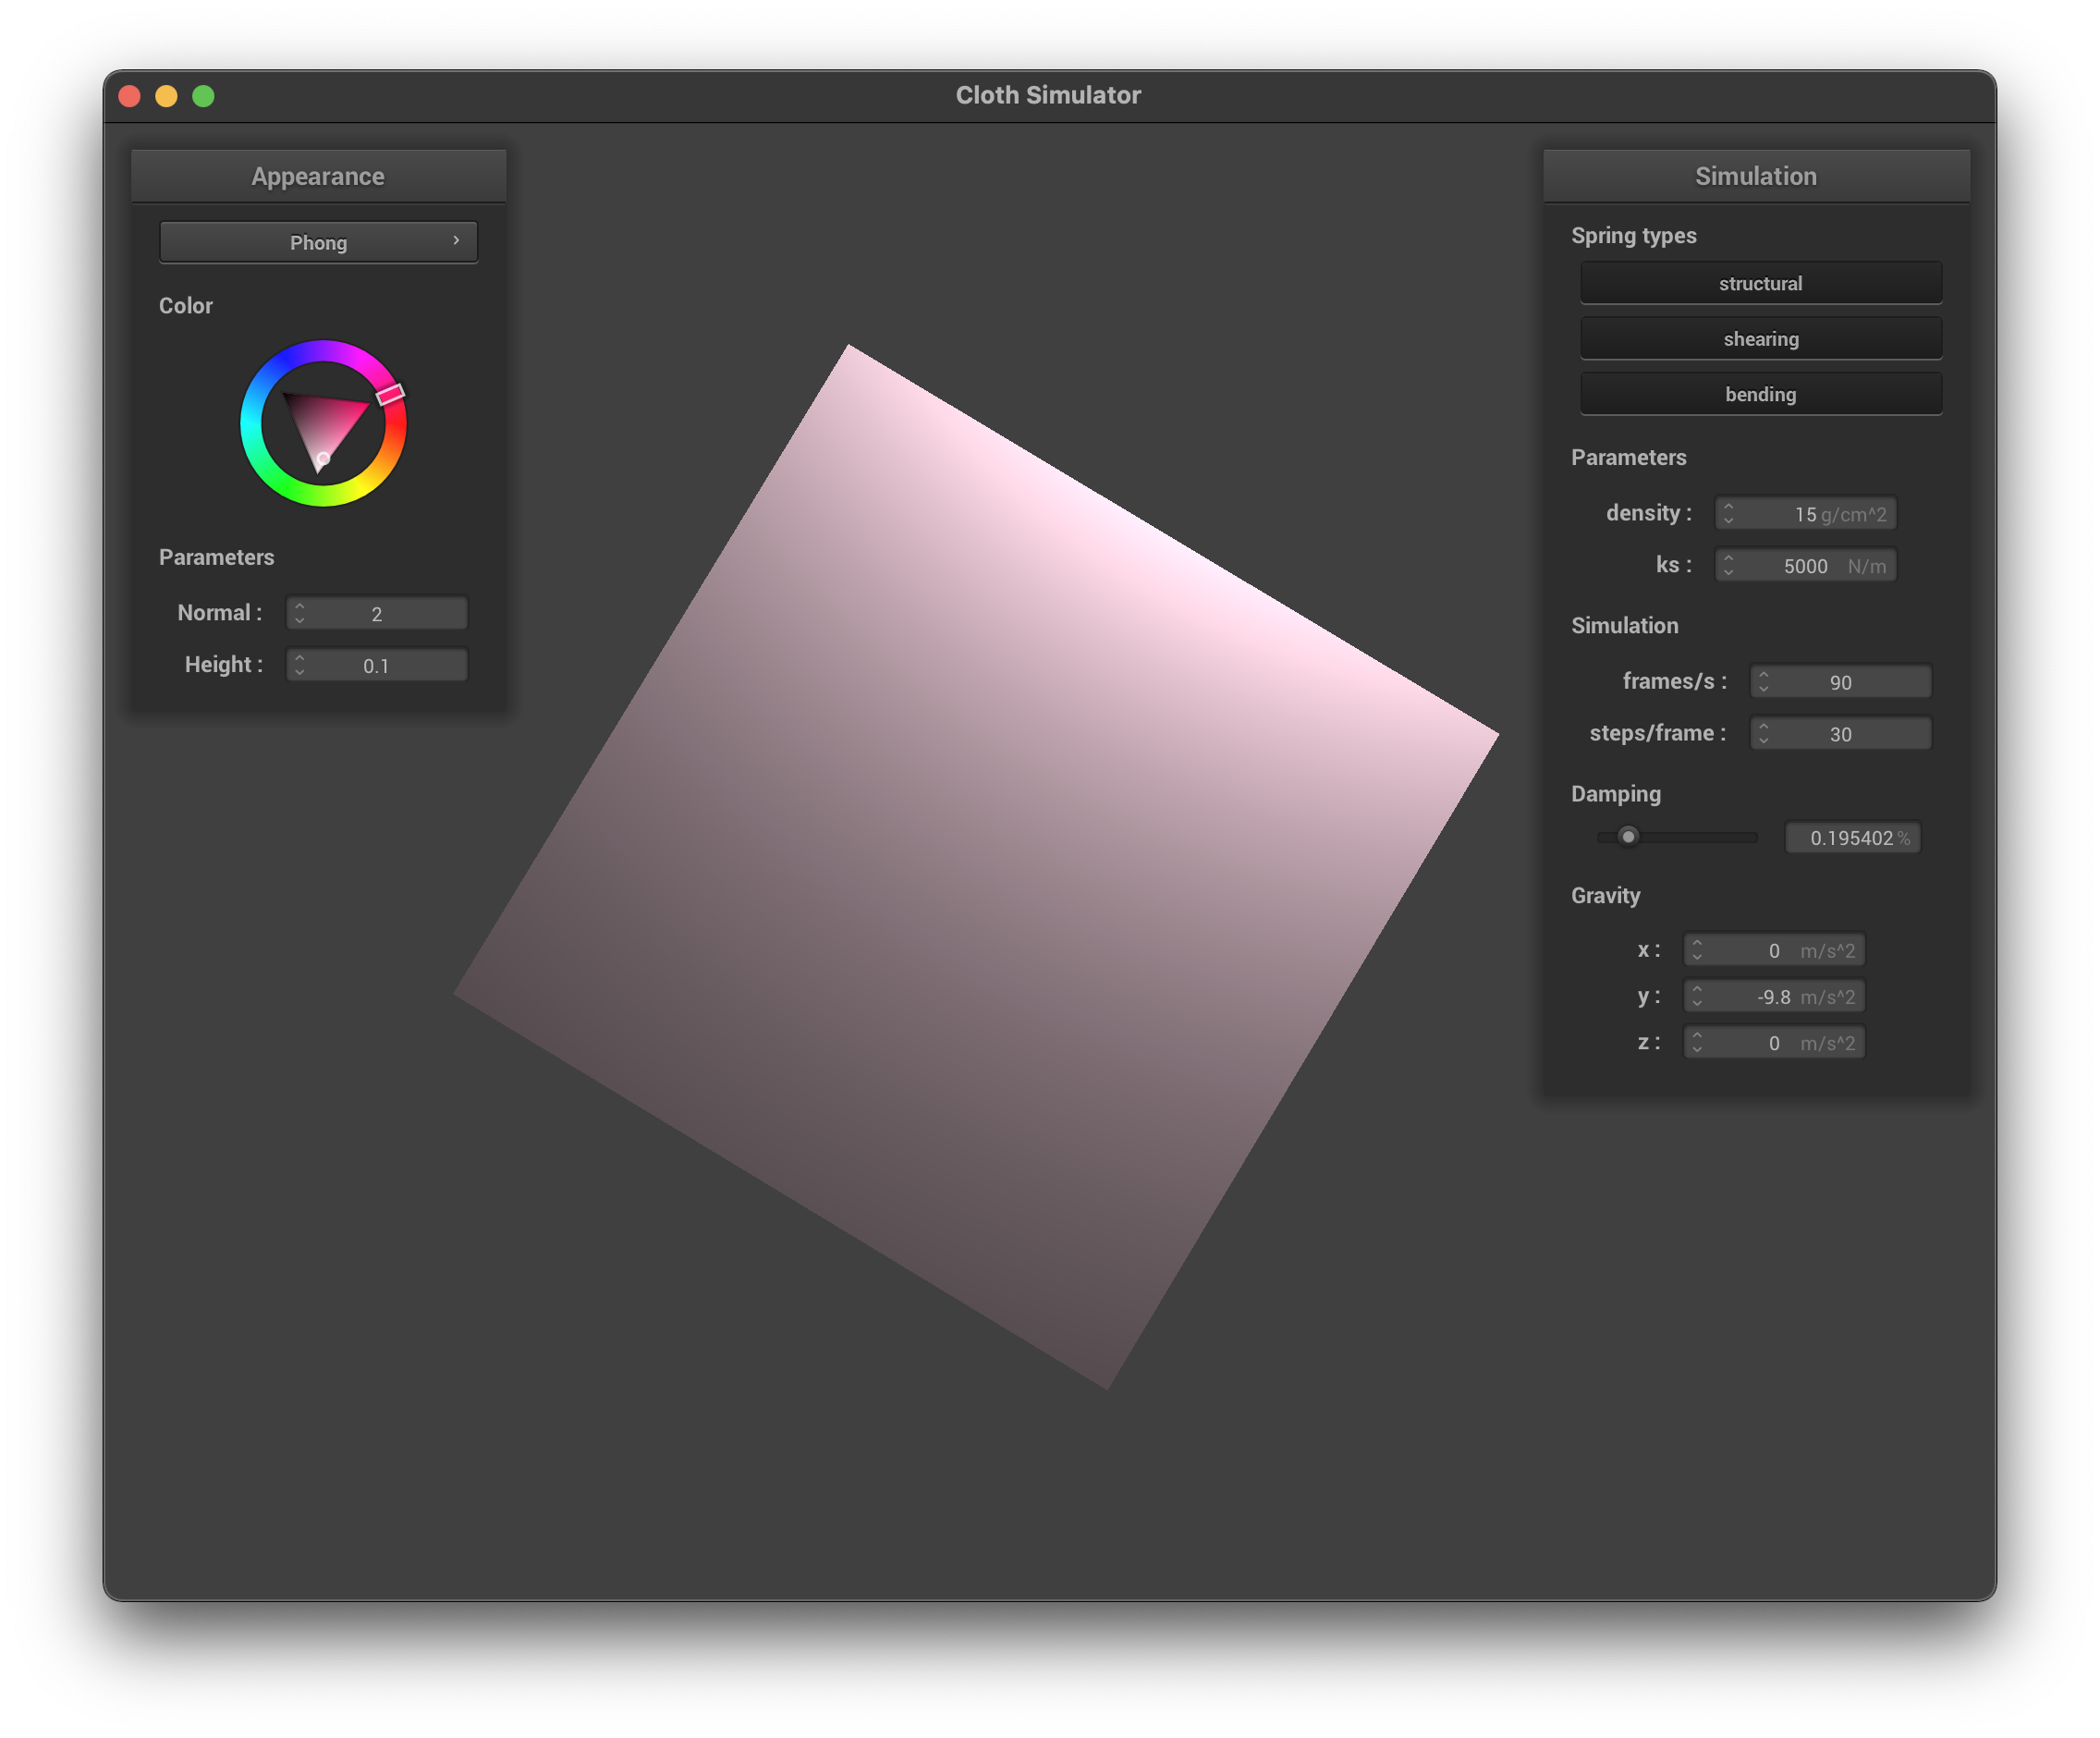 Cloth Simulator
Appearance
Phong
Color
Parameters
Normal : 2
Height : 0.1
Simulation
Spring types
structural
shearing
bending
Parameters
density : 15 g/cm^2
ks : 5000 N/m
Simulation
frames/s : 90
steps/frame : 30
Damping
0.195402 %
Gravity
x : 0 m/s^2
y : -9.8 m/s^2
z : 0 m/s^2